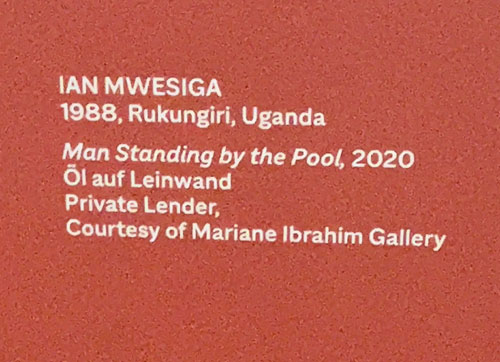 IAN MWESIGA
1988, Rukungiri, Uganda
Man Standing by the Pool, 2020
Öl auf Leinwand
Private Lender,
Courtesy of Mariane Ibrahim Gallery